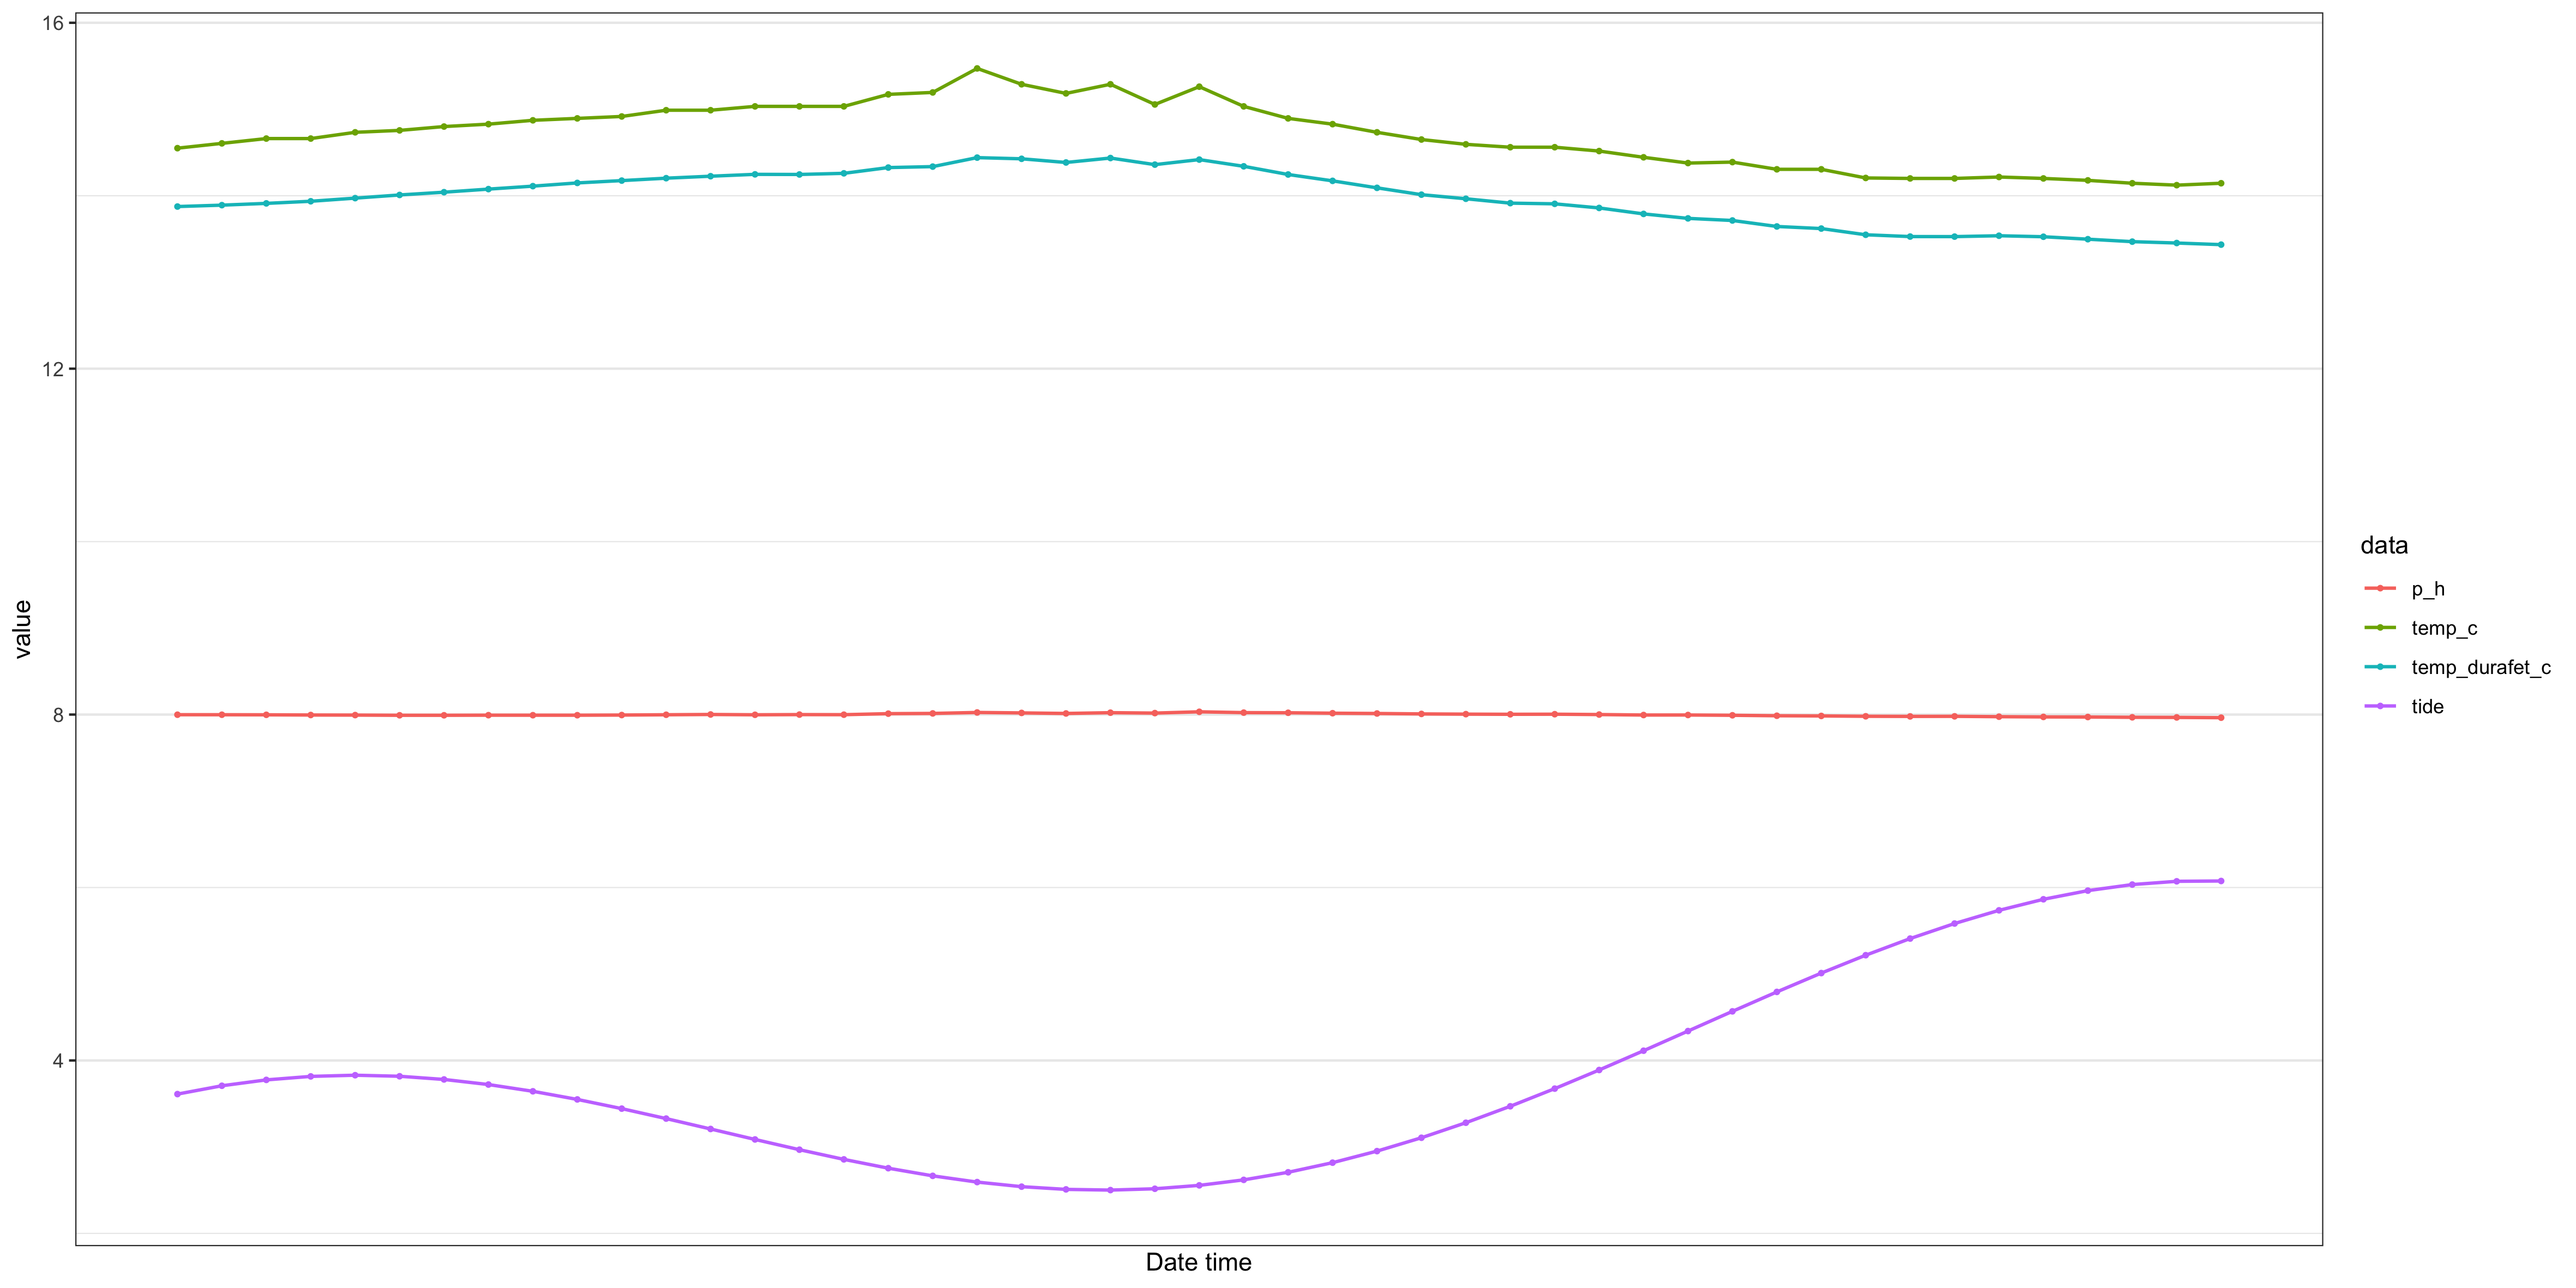 16
12
8
4
value
Date time
data
p_h
temp_c
temp_durafet_c
tide